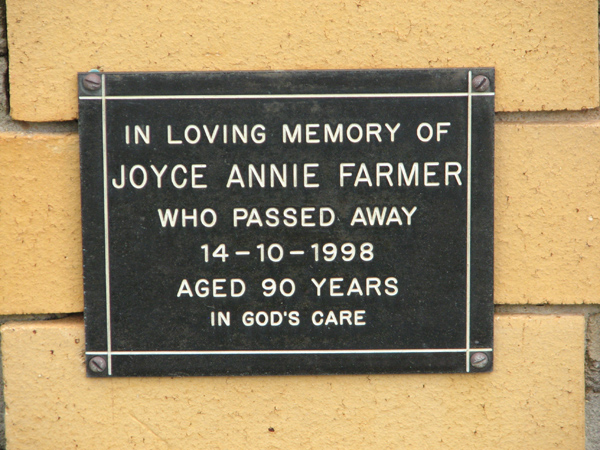 IN LOVING MEMORY OF
JOYCE ANNIE FARMER
WHO PASSED AWAY
14-10-1998
AGED 90 YEARS
IN GOD'S CARE